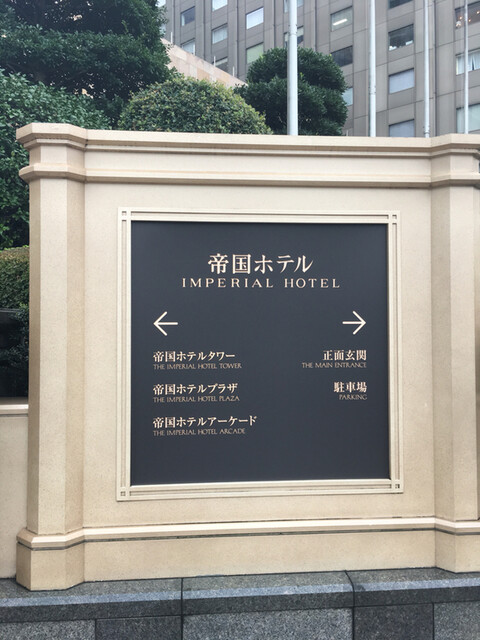 帝国ホテル
IMPERIAL HOTEL
← →
帝国ホテルタワー
THE IMPERIAL HOTEL TOWER
帝国ホテルプラザ
THE IMPERIAL HOTEL PLAZA
帝国ホテルアーケード
THE IMPERIAL HOTEL ARCADE
正面玄関
THE MAIN ENTRANCE
駐車場
PARKING